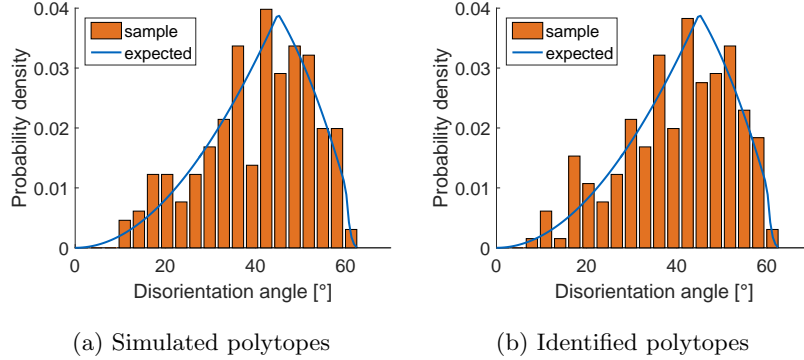 sample
expected
Probability density
0.04
0.03
0.02
0.01
0
0 20 40 60
Disorientation angle [°]
(a) Simulated polytopes
sample
expected
Probability density
0.04
0.03
0.02
0.01
0
0 20 40 60
Disorientation angle [°]
(b) Identified polytopes